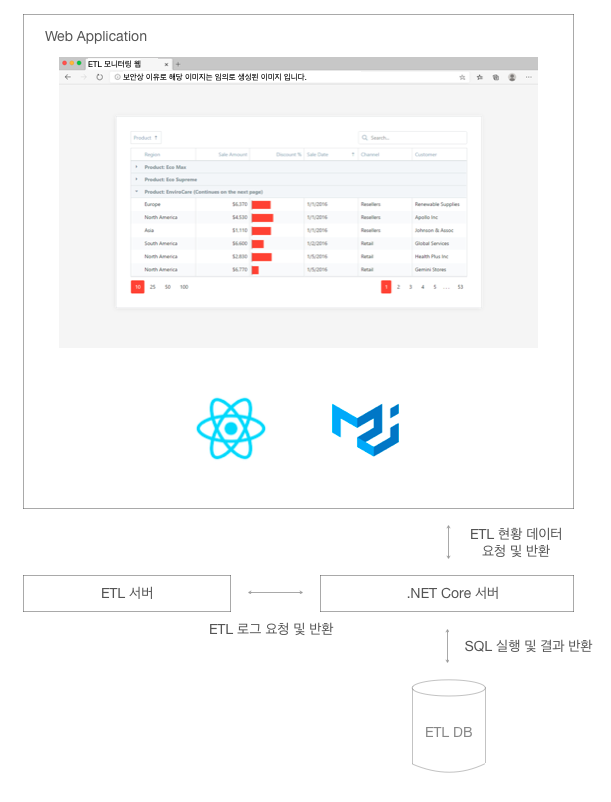 Web Application
ETL 모니터링 웹
보안상 이유로 해당 이미지는 임의로 생성된 이미지 입니다.
Product
Search...
Region Sale Amount Discount % Sale Date Channel Customer
Product: Eco Max
Product: Eco Supreme
Product: EnviroCare (Continues on the next page)
Europe $6.370 1/1/2016 Resellers Renewable Supplies
North America $4.530 1/1/2016 Resellers Apollo Inc
Asia $1.110 1/1/2016 Resellers Johnson & Assoc
South America $6.600 1/2/2016 Retail Global Services
North America $2.830 1/5/2016 Retail Health Plus Inc
North America $6.770 1/5/2016 Retail Gemini Stores
10 25 50 100 1 2 3 4 5 .... 53
ETL 현황 데이터
요청 및 반환
ETL 서버
.NET Core 서버
ETL 로그 요청 및 반환
SQL 실행 및 결과 반환
ETL DB